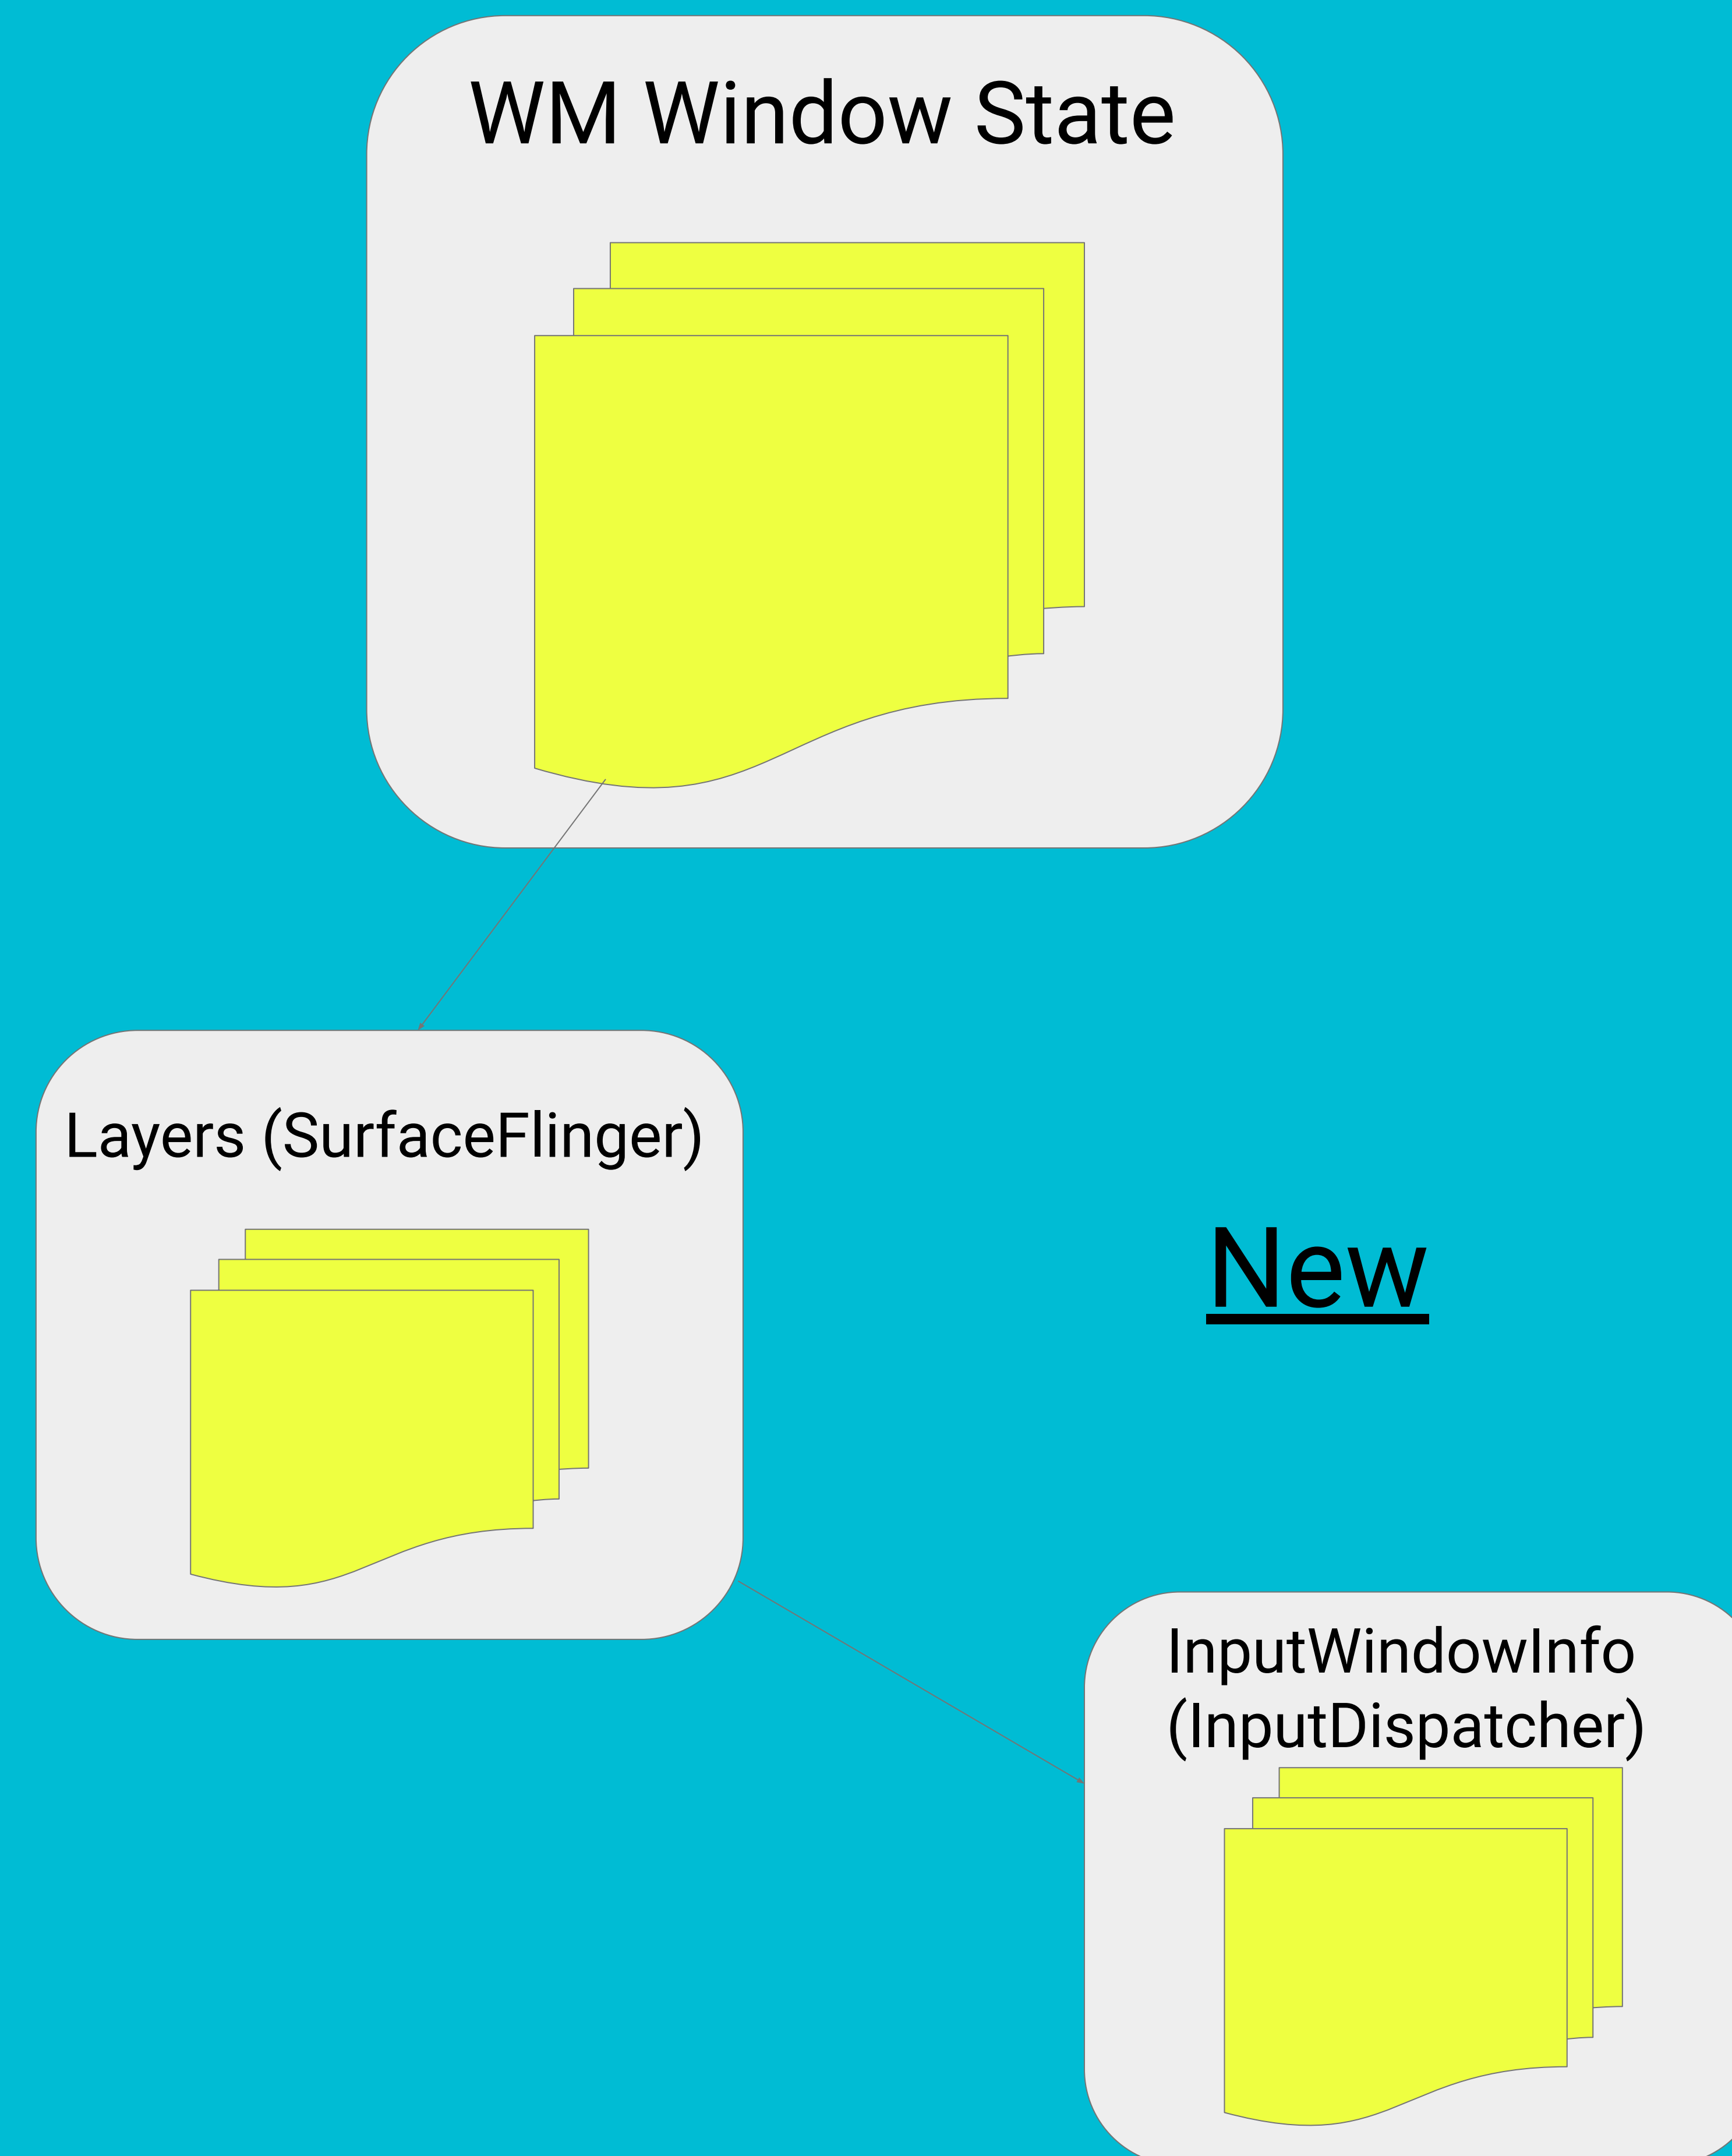 WM Window State
Layers (SurfaceFlinger)
New
InputWindowInfo
(InputDispatcher)